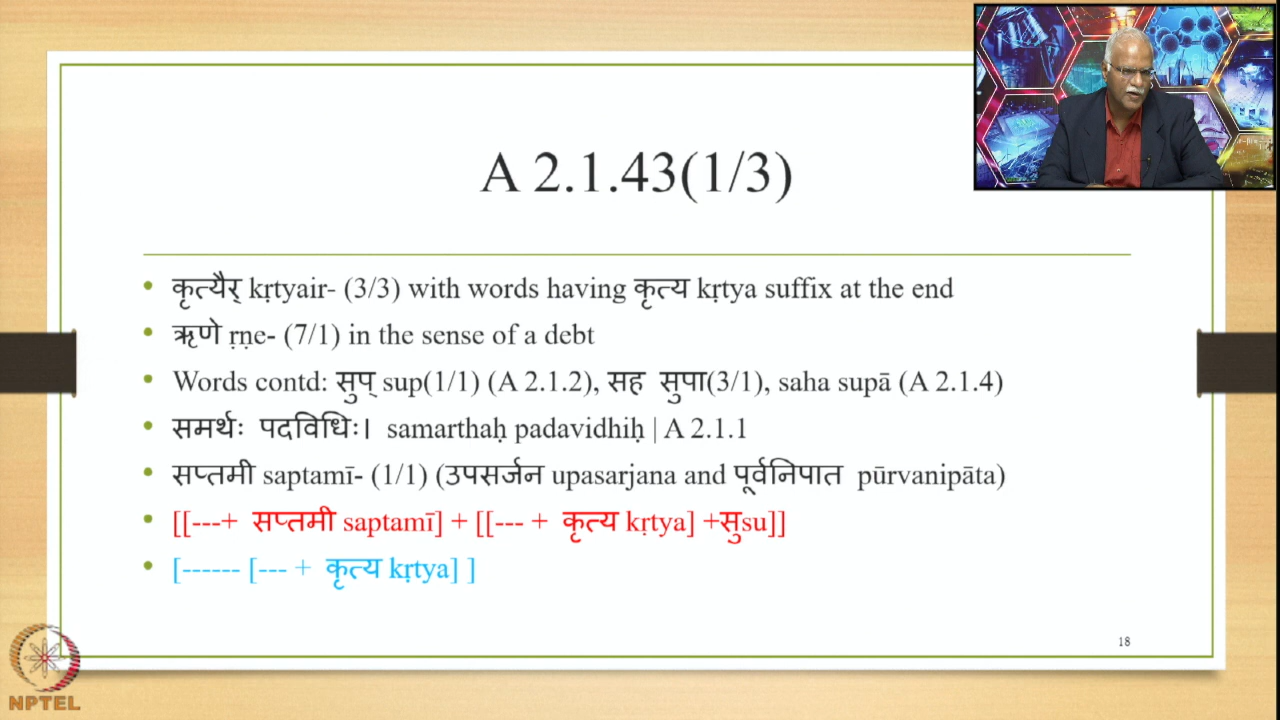 A 2.1.43(1/3)
• कृत्यैर् kṛtyair- (3/3) with words having कृत्य kṛtya suffix at the end
• ऋणे ṛṇe- (7/1) in the sense of a debt
• Words contd: सुप् sup(1/1) (A 2.1.2), सह सुपा(3/1), saha supā (A 2.1.4)
• समर्थः पदविधिः। samarthaḥ padavidhiḥ | A 2.1.1
• सप्तमी saptamī- (1/1) (उपसर्जन upasarjana and पूर्वनिपात pūrvanipāta)
• [[---+ सप्तमी saptamī] + [[--- + कृत्य kṛtya] +सुsu]]
• [------ [--- + कृत्य kṛtya] ]
18
NPTEL